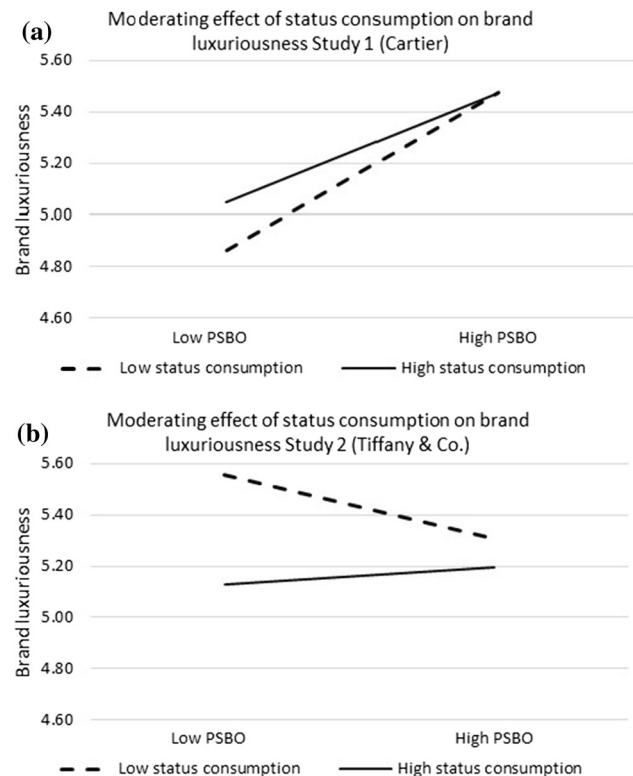 (a)
Moderating effect of status consumption on brand
luxuriousness Study 1 (Cartier)
5.60
5.40
5.20
5.00
4.80
4.60
Brand luxuriousness
Low PSBO High PSBO
Low status consumption High status consumption
(b)
Moderating effect of status consumption on brand
luxuriousness Study 2 (Tiffany & Co.)
5.60
5.40
5.20
5.00
4.80
4.60
Brand luxuriousness
Low PSBO High PSBO
Low status consumption High status consumption